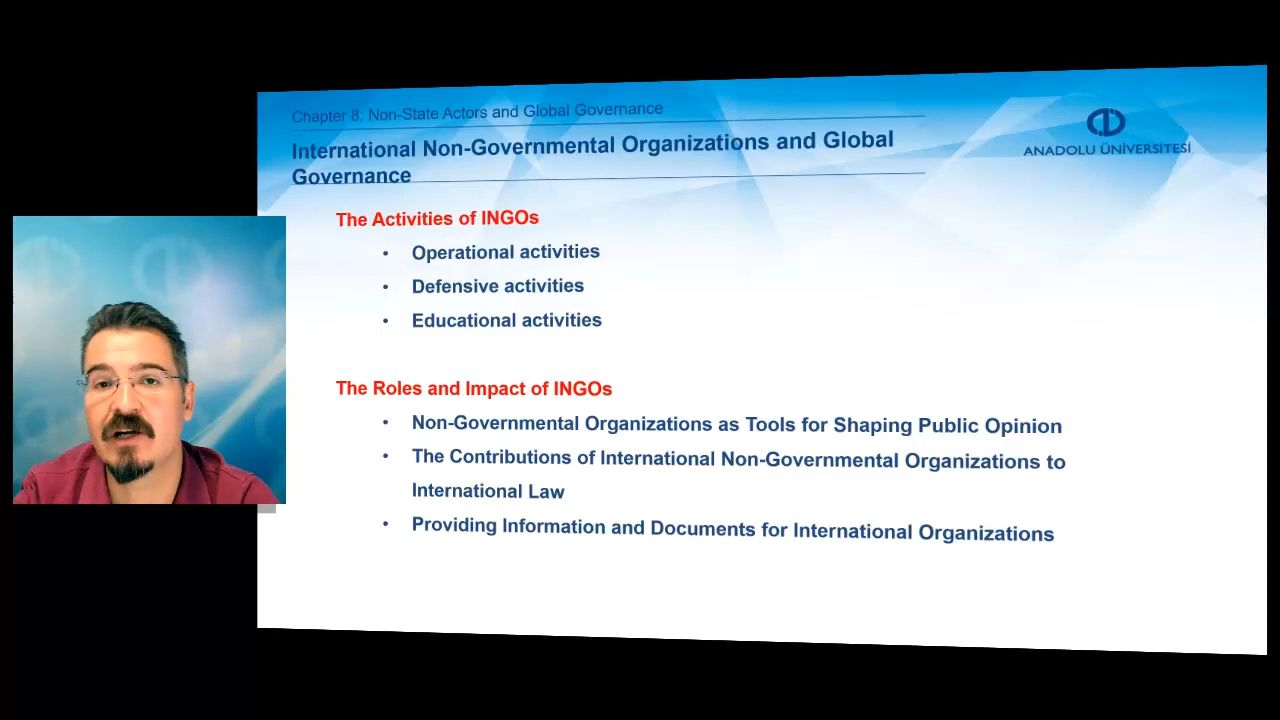 Chapter 8: Non-State Actors and Global Governance
International Non-Governmental Organizations and Global
Governance
ANADOLU ÜNİVERSİTESİ
The Activities of INGOs
• Operational activities
• Defensive activities
• Educational activities
The Roles and Impact of INGOs
• Non-Governmental Organizations as Tools for Shaping Public Opinion
• The Contributions of International Non-Governmental Organizations to
International Law
• Providing Information and Documents for International Organizations